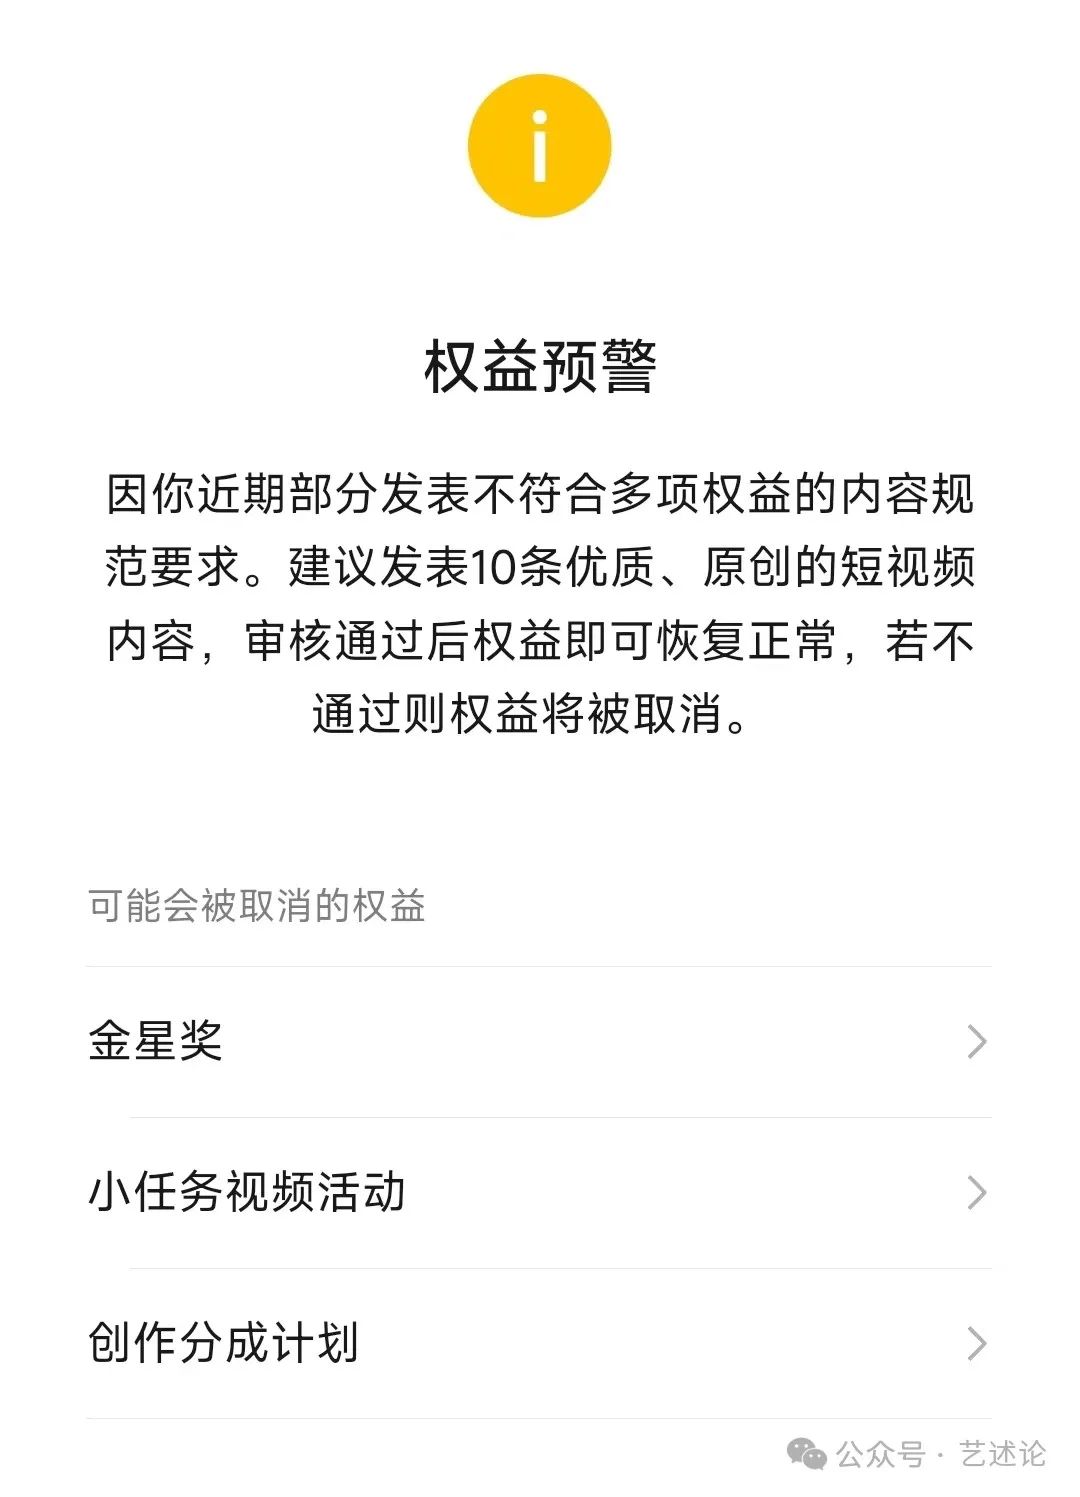 i
权益预警
因你近期部分发表不符合多项权益的内容规
范要求。建议发表10条优质、原创的短视频
内容，审核通过后权益即可恢复正常，若不
通过则权益将被取消。
可能会被取消的权益
金星奖
小任务视频活动
创作分成计划
公众号 · 艺述论